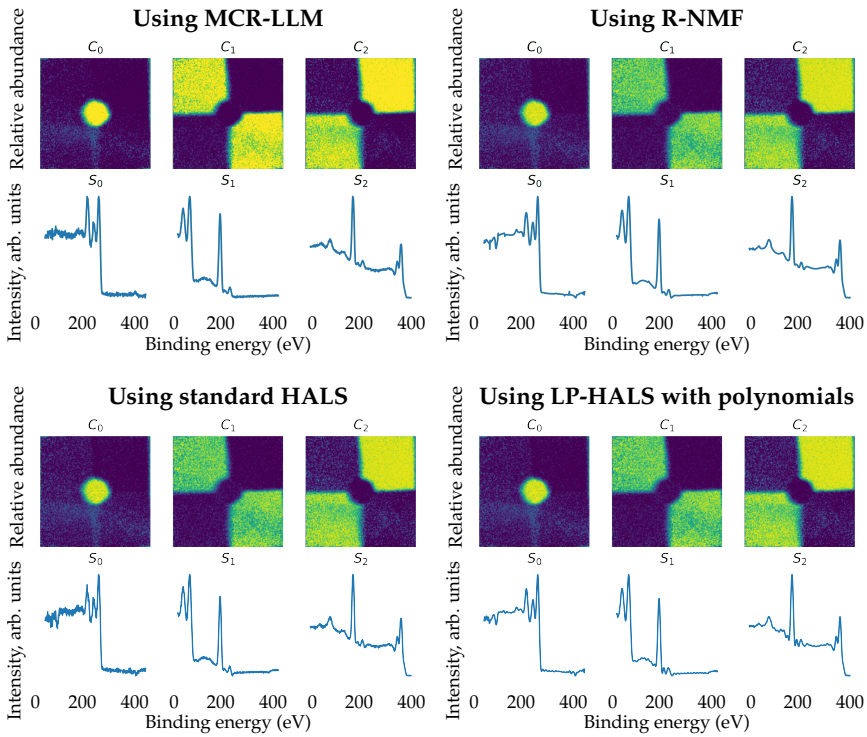 Using MCR-LLM
C0 C1 C2
Relative abundance
S0 S1 S2
Intensity, arb. units
0 200 400 0 200 400 0 200 400
Binding energy (eV)
Using R-NMF
C0 C1 C2
Relative abundance
S0 S1 S2
Intensity, arb. units
0 200 400 0 200 400 0 200 400
Binding energy (eV)
Using standard HALS
C0 C1 C2
Relative abundance
S0 S1 S2
Intensity, arb. units
0 200 400 0 200 400 0 200 400
Binding energy (eV)
Using LP-HALS with polynomials
C0 C1 C2
Relative abundance
S0 S1 S2
Intensity, arb. units
0 200 400 0 200 400 0 200 400
Binding energy (eV)